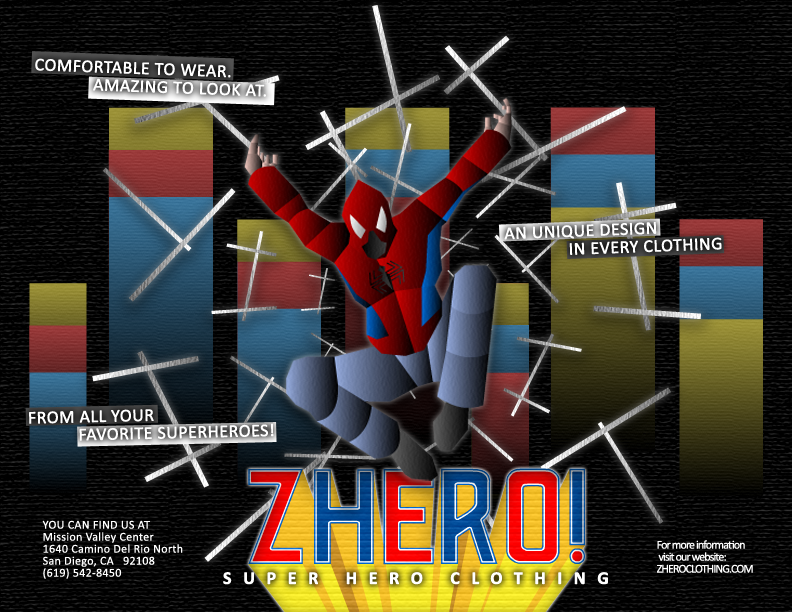 COMFORTABLE TO WEAR.
AMAZING TO LOOK AT.
AN UNIQUE DESIGN
IN EVERY CLOTHING
FROM ALL YOUR
FAVORITE SUPERHEROES!
ZHERO!
SUPER HERO CLOTHING
YOU CAN FIND US AT
Mission Valley Center
1640 Camino Del Rio North
San Diego, CA 92108
(619) 542-8450
For more information
visit our website:
ZHEROCLOTHING.COM